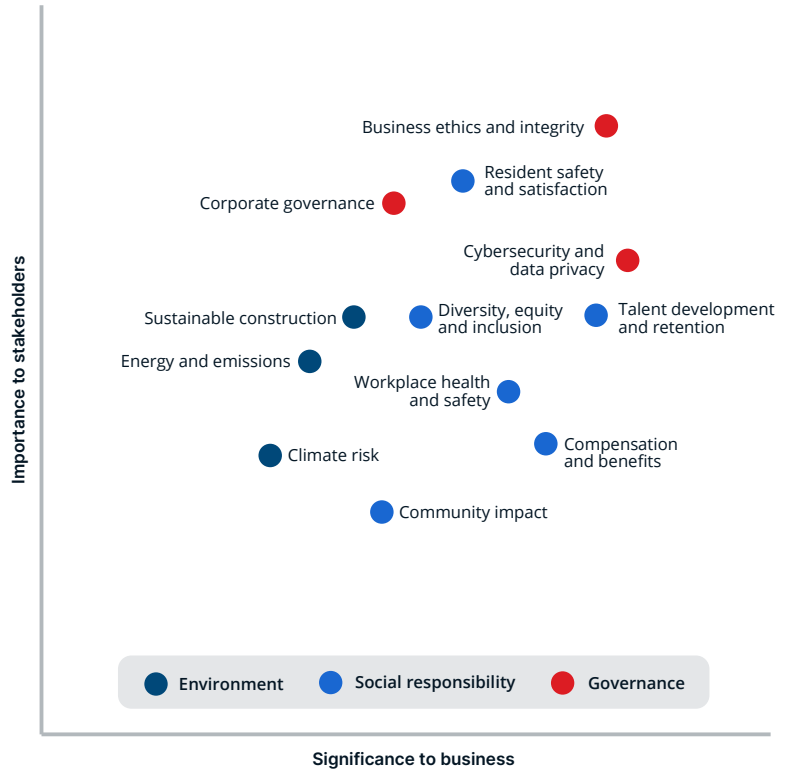 Business ethics and integrity
Resident safety
and satisfaction
Corporate governance
Cybersecurity and
data privacy
Sustainable construction
Diversity, equity
and inclusion
Talent development
and retention
Energy and emissions
Workplace health
and safety
Compensation
and benefits
Climate risk
Community impact
Importance to stakeholders
Environment
Social responsibility
Governance
Significance to business